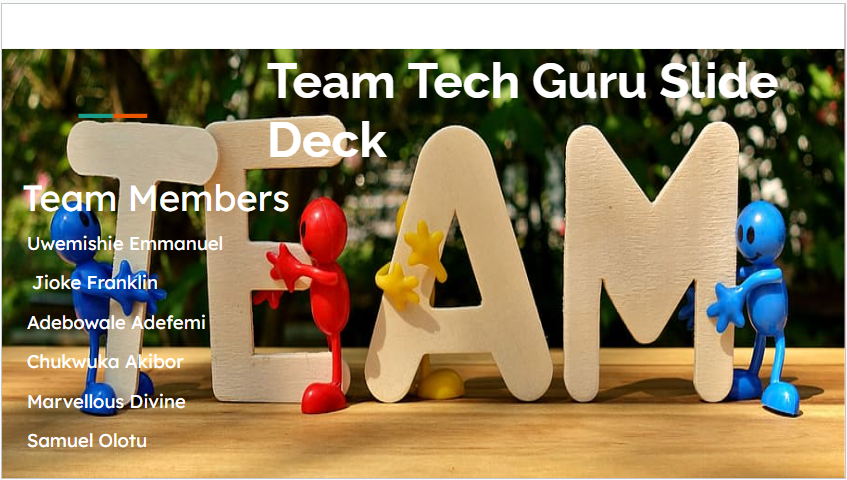 Team Tech Guru Slide
Deck
TEAM
Team Members
Uwemishie Emmanuel
Jioke Franklin
Adebowale Adefemi
Chukwuka Akibor
Marvellous Divine
Samuel Olotu